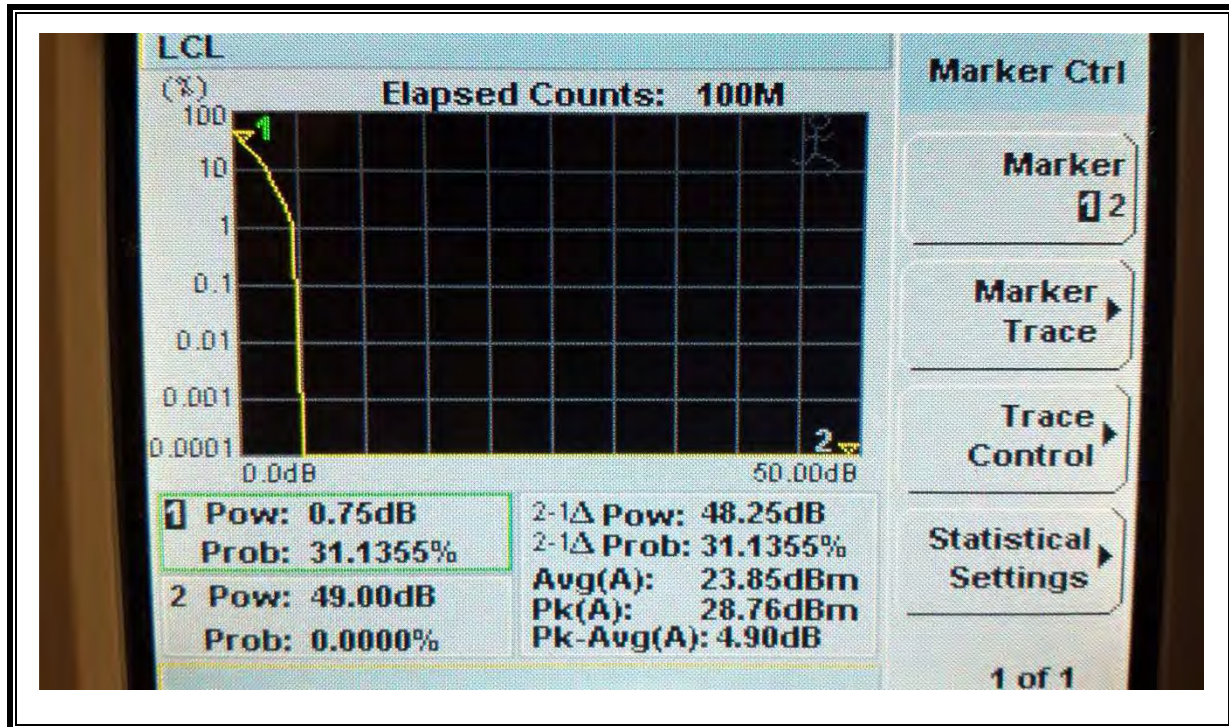 LCL
(%)
Elapsed Counts: 100M
100
10
1
0.1
0.01
0.001
0.0001
1
2
0.0dB
50.00dB
1 Pow: 0.75dB
Prob: 31.1355%
2 Pow: 49.00dB
Prob: 0.0000%
2-1Δ Pow: 48.25dB
2-1Δ Prob: 31.1355%
Avg(A): 23.85dBm
Pk(A): 28.76dBm
Pk-Avg(A): 4.90dB
Marker Ctrl
Marker
1 2
Marker
Trace
Trace
Control
Statistical
Settings
1 of 1